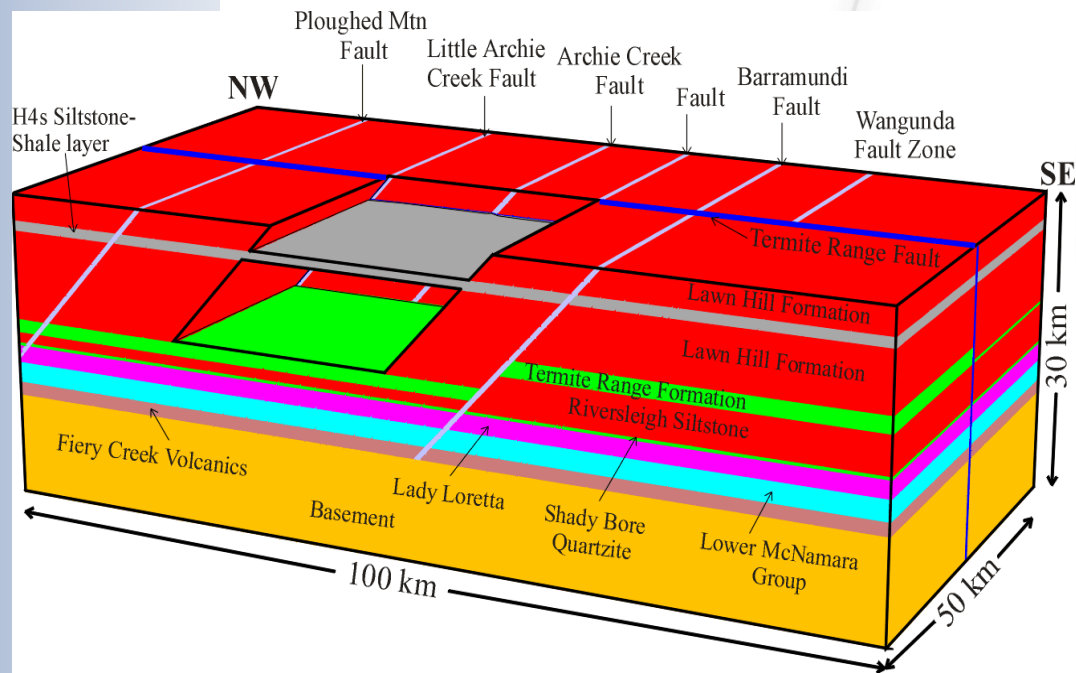 Ploughed Mtn
Fault
Little Archie
Creek Fault
Archie Creek
Fault
Fault
Barramundi
Fault
Wangunda
Fault Zone
NW
SE
H4s Siltstone-
Shale layer
Termite Range Fault
Lawn Hill Formation
Lawn Hill Formation
Termite Range Formation
Riversleigh Siltstone
30 km
Fiery Creek Volcanics
Lady Loretta
Basement
Shady Bore
Quartzite
Lower McNamara
Group
100 km
50 km